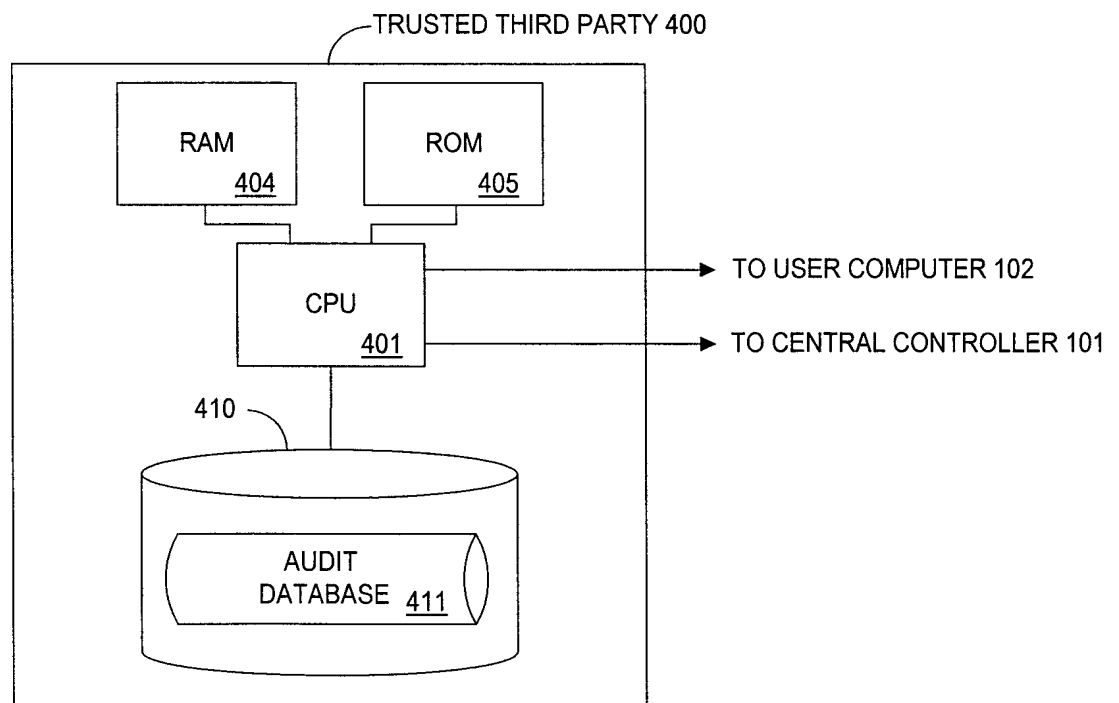 TRUSTED THIRD PARTY 400
RAM
404
ROM
405
CPU
401
TO USER COMPUTER 102
TO CENTRAL CONTROLLER 101
410
AUDIT
DATABASE
411